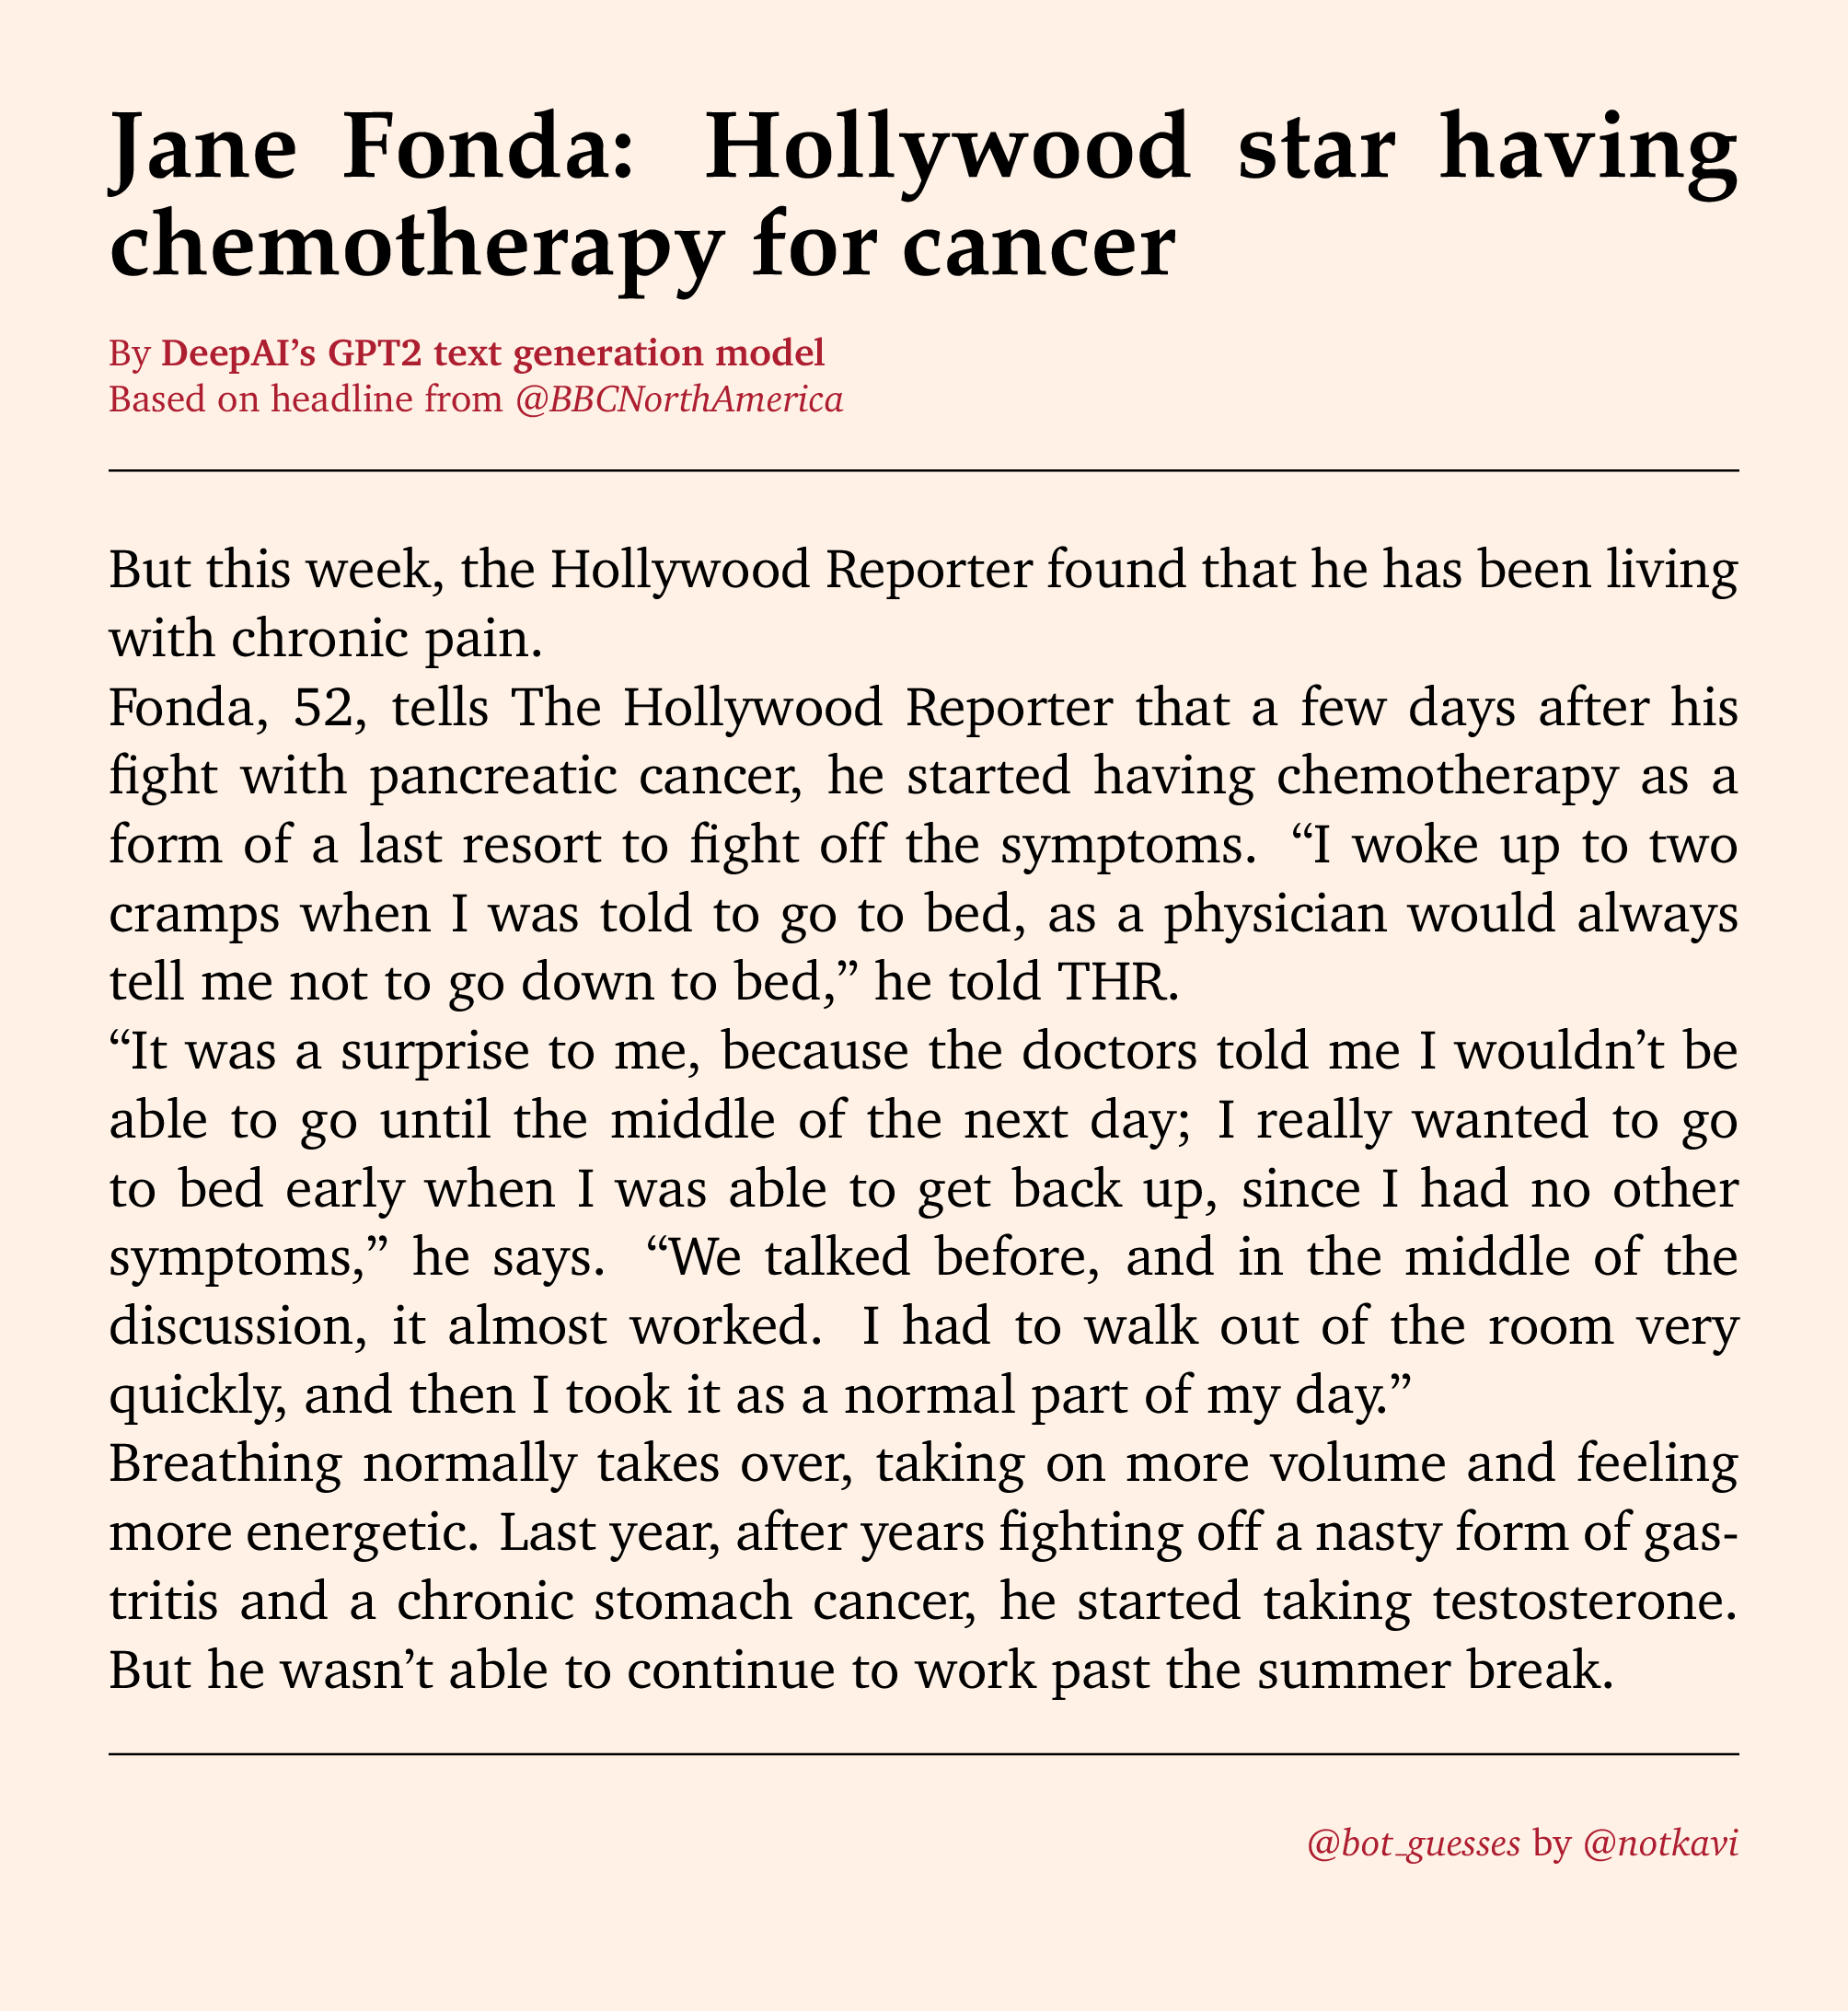 Jane Fonda: Hollywood star having
chemotherapy for cancer
By DeepAI’s GPT2 text generation model
Based on headline from @BBCNorthAmerica
But this week, the Hollywood Reporter found that he has been living
with chronic pain.
Fonda, 52, tells The Hollywood Reporter that a few days after his
fight with pancreatic cancer, he started having chemotherapy as a
form of a last resort to fight off the symptoms. “I woke up to two
cramps when I was told to go to bed, as a physician would always
tell me not to go down to bed,” he told THR.
“It was a surprise to me, because the doctors told me I wouldn’t be
able to go until the middle of the next day; I really wanted to go
to bed early when I was able to get back up, since I had no other
symptoms,” he says. “We talked before, and in the middle of the
discussion, it almost worked. I had to walk out of the room very
quickly, and then I took it as a normal part of my day.”
Breathing normally takes over, taking on more volume and feeling
more energetic. Last year, after years fighting off a nasty form of gas-
tritis and a chronic stomach cancer, he started taking testosterone.
But he wasn’t able to continue to work past the summer break.
@bot_guesses by @notkavi